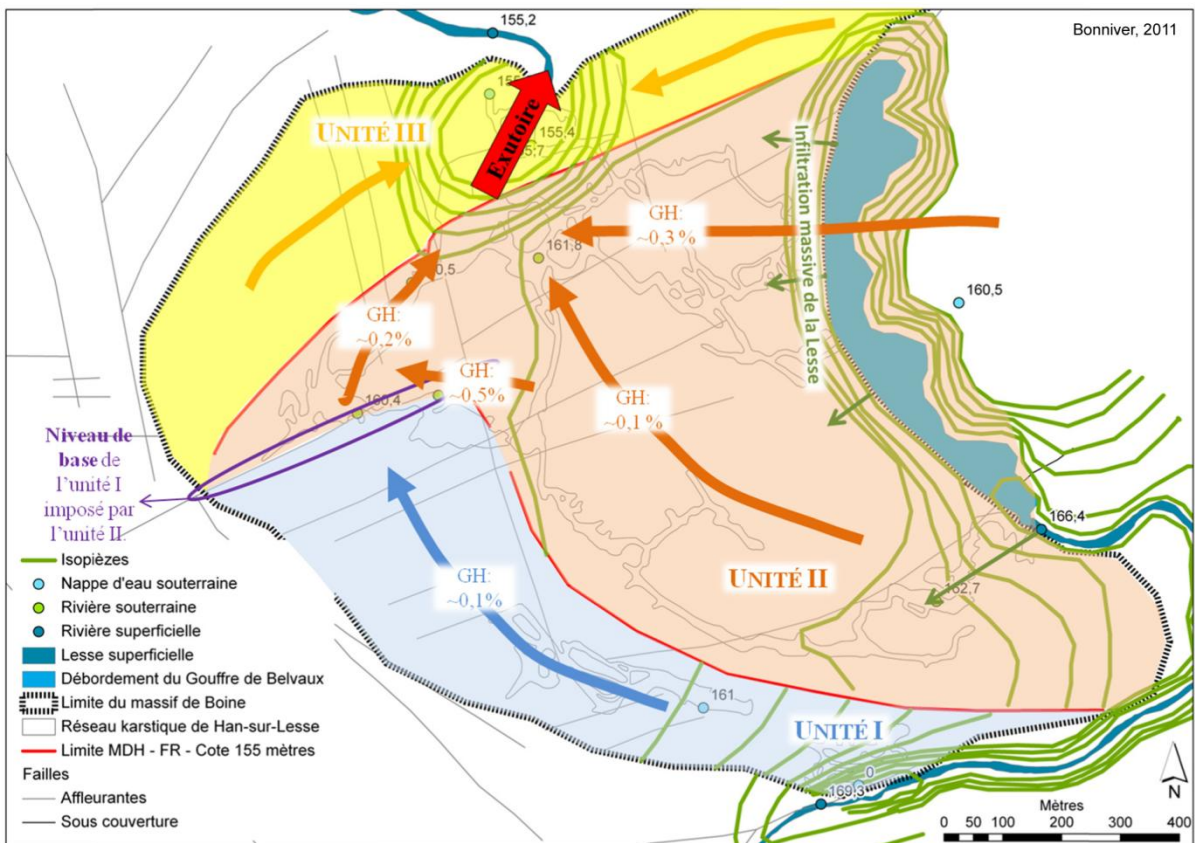 155,2
Bonniver, 2011
UNITÉ III
Exutoire
155,4
Infiltration massive de la Lesse
GH:
~0,3%
161,8
160,5
GH:
~0,2%
GH:
~0,5%
160,4
GH:
~0,1%
Niveau de
base de
l'unité I
imposé par
l'unité II
166,4
UNITÉ II
162,7
GH:
~0,1%
161
UNITÉ I
0
169,3
Isopièzes
Nappe d'eau souterraine
Rivière souterraine
Rivière superficielle
Lesse superficielle
Débordement du Gouffre de Belvaux
Limite du massif de Boine
Réseau karstique de Han-sur-Lesse
Limite MDH - FR - Cote 155 mètres
Failles
Affleurantes
Sous couverture
N
Mètres
0 50 100 200 300 400